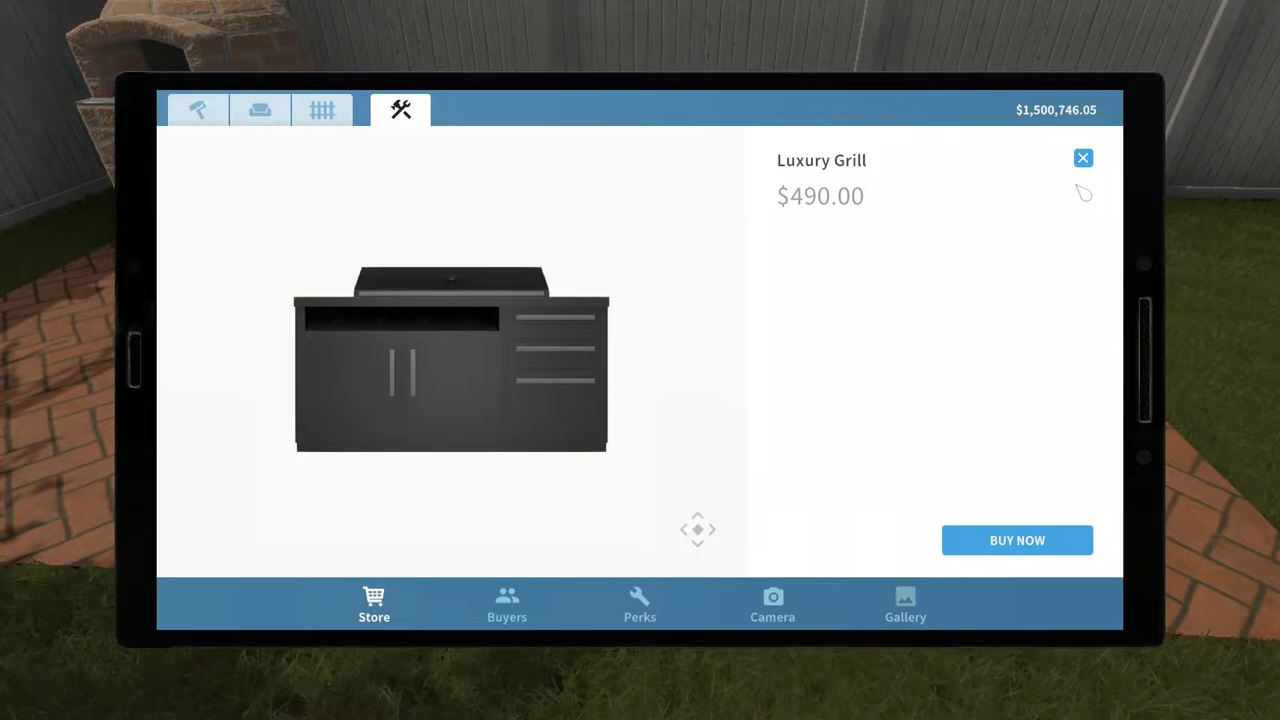 $1,500,746.05
Luxury Grill
$490.00
BUY NOW
Store
Buyers
Perks
Camera
Gallery